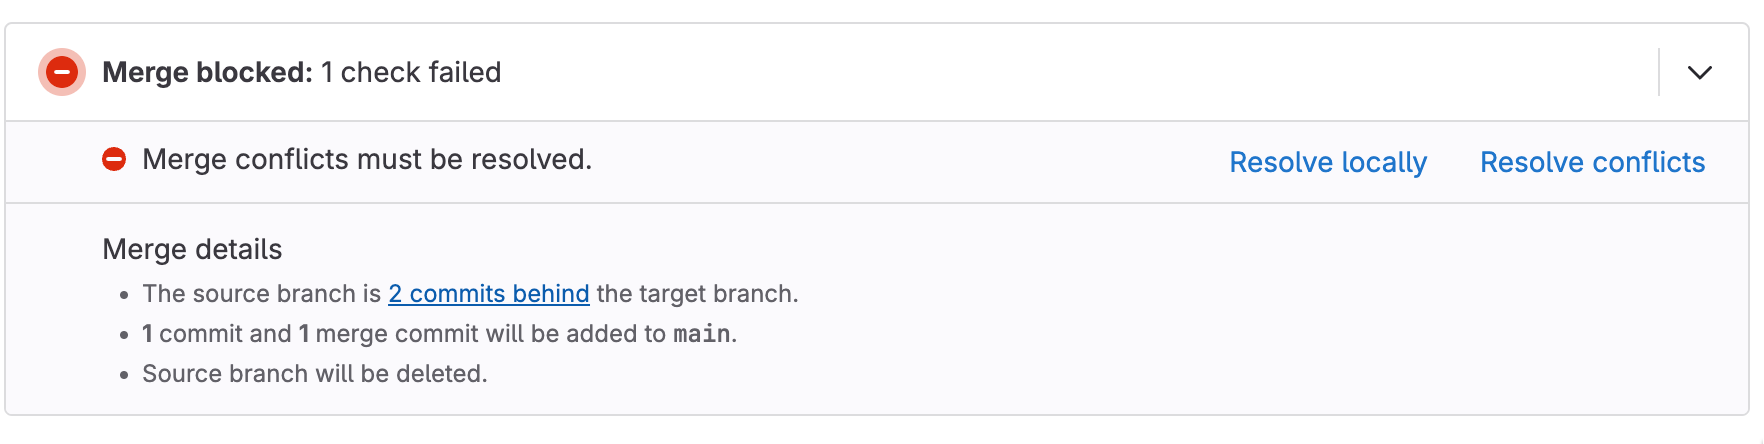 Merge blocked: 1 check failed
Merge conflicts must be resolved. Resolve locally Resolve conflicts
Merge details
The source branch is 2 commits behind the target branch.
1 commit and 1 merge commit will be added to main.
Source branch will be deleted.